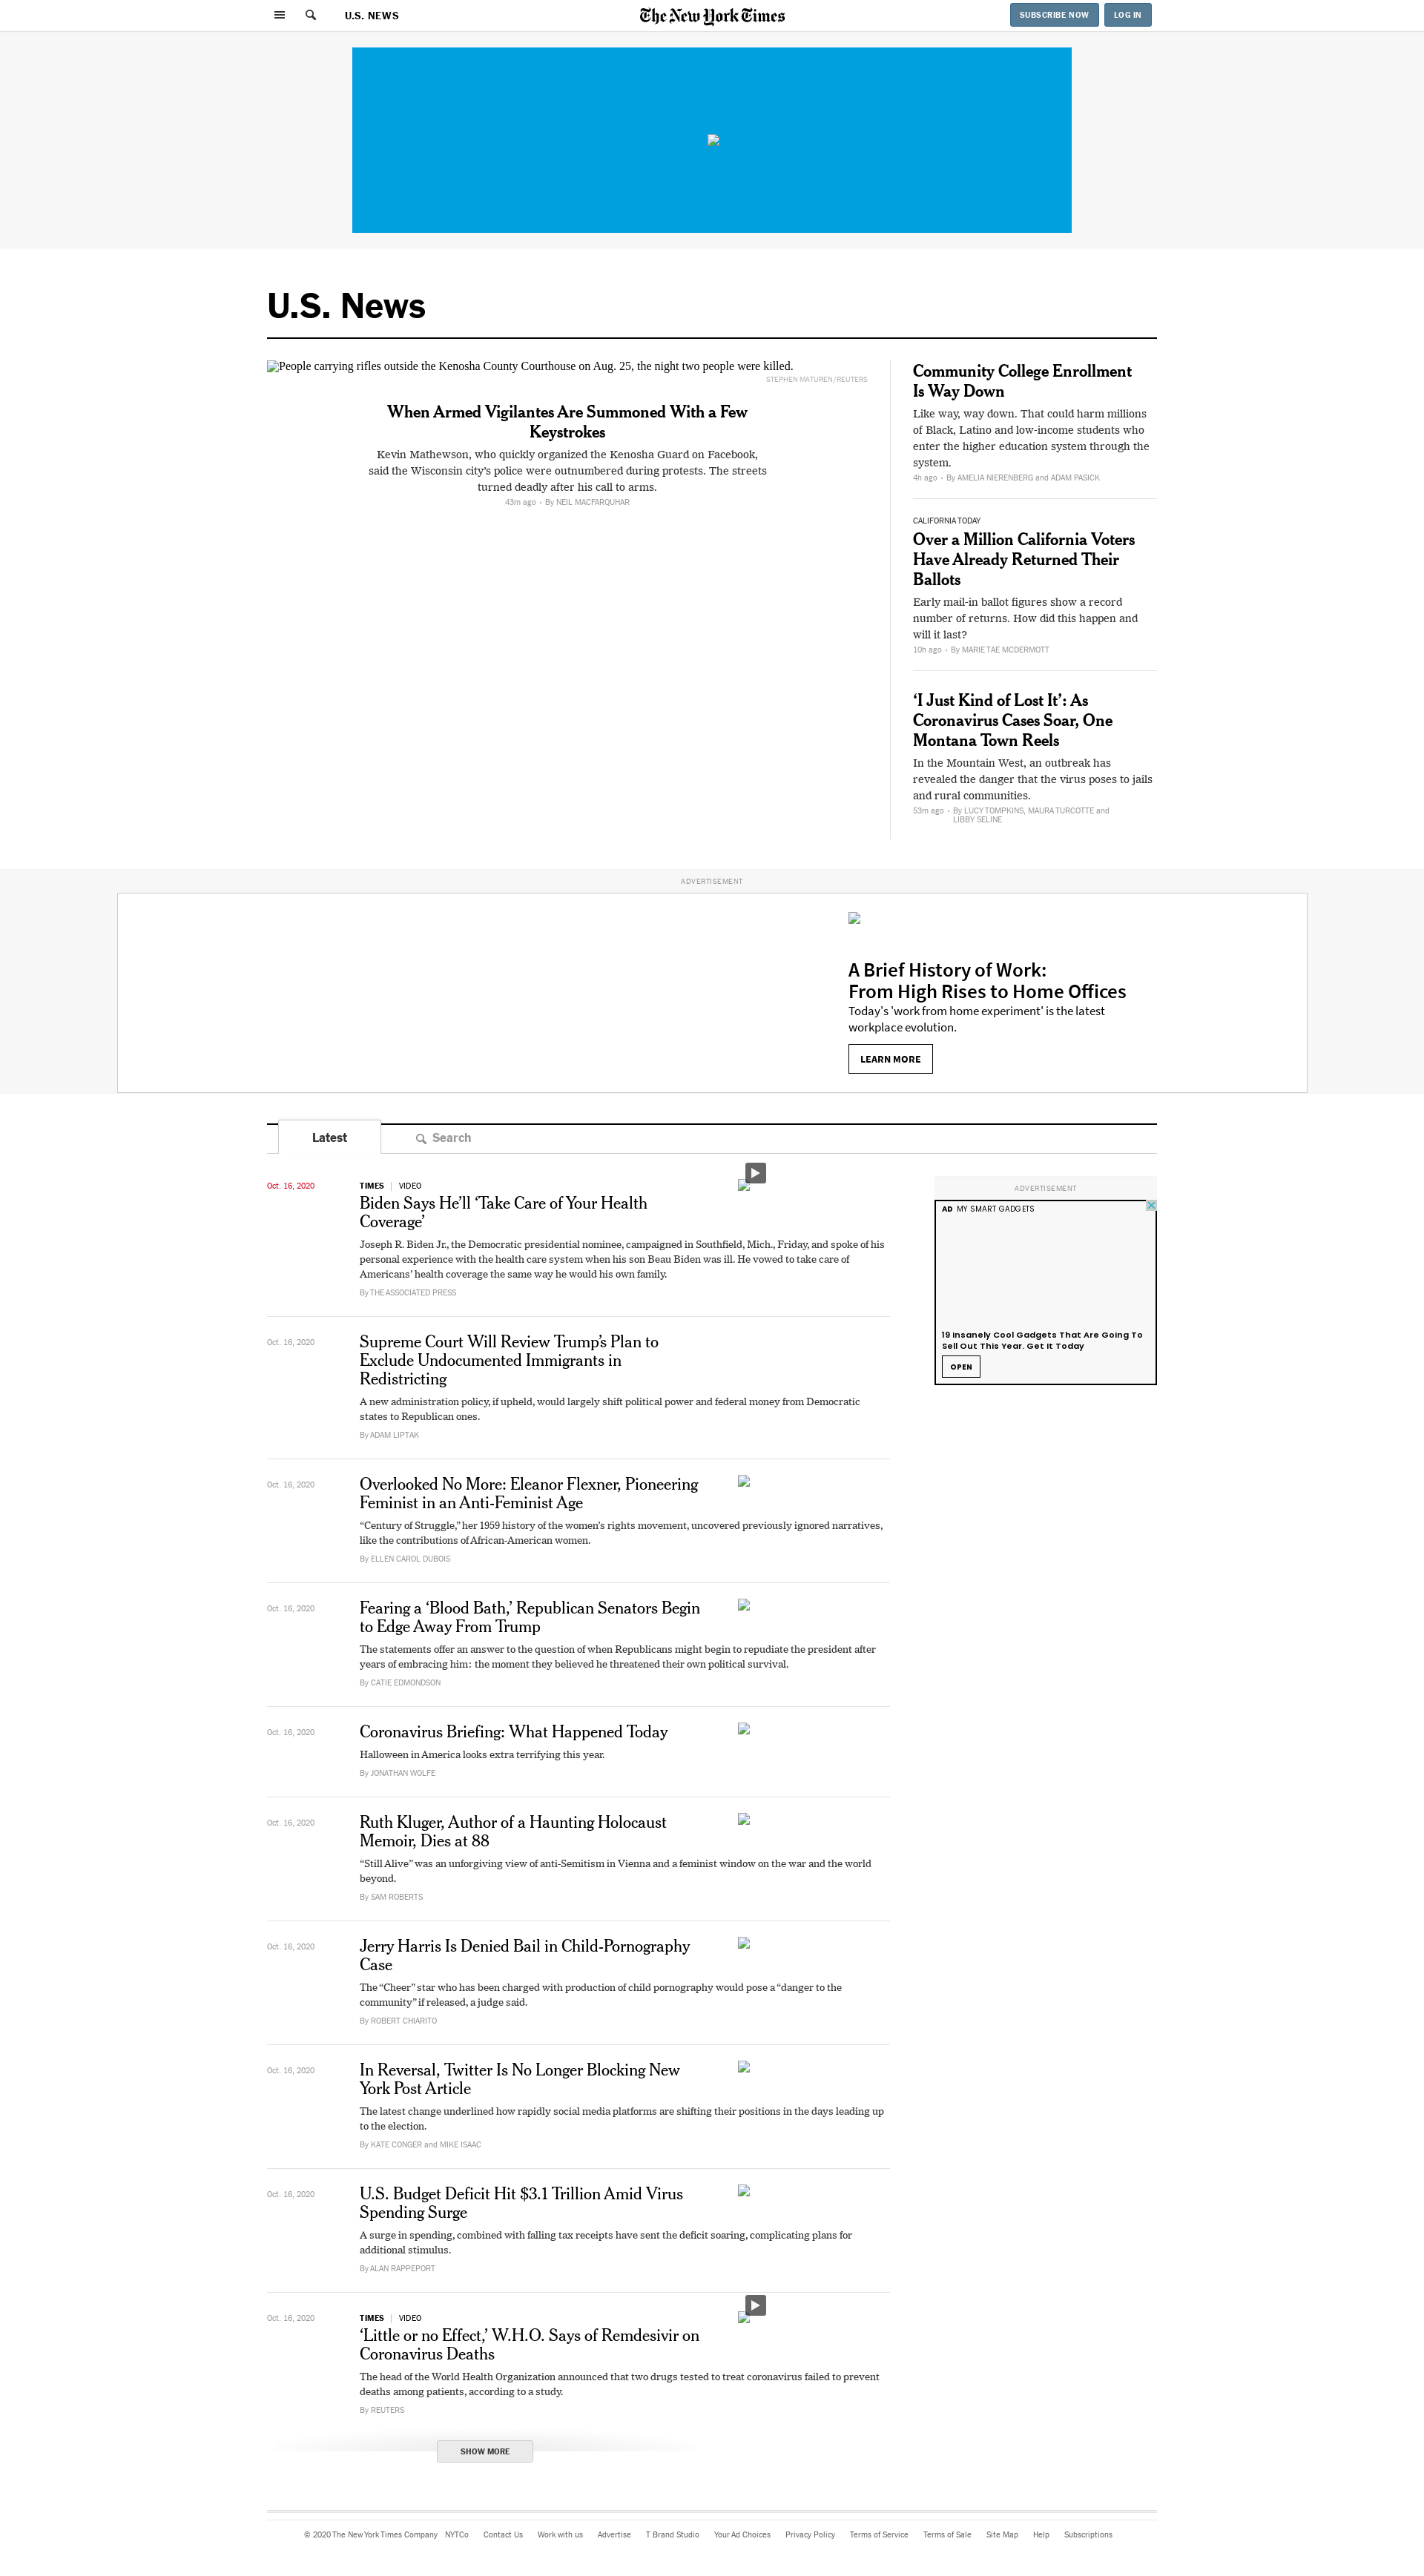 U.S. NEWS
The New York Times
SUBSCRIBE NOW
LOG IN
U.S. News
People carrying rifles outside the Kenosha County Courthouse on Aug. 25, the night two people were killed.
STEPHEN MATUREN/REUTERS
When Armed Vigilantes Are Summoned With a Few
Keystrokes
Kevin Mathewson, who quickly organized the Kenosha Guard on Facebook,
said the Wisconsin city’s police were outnumbered during protests. The streets
turned deadly after his call to arms.
43m ago • By NEIL MACFARQUHAR
Community College Enrollment
Is Way Down
Like way, way down. That could harm millions
of Black, Latino and low-income students who
enter the higher education system through the
system.
4h ago • By AMELIA NIERENBERG and ADAM PASICK
CALIFORNIA TODAY
Over a Million California Voters
Have Already Returned Their
Ballots
Early mail-in ballot figures show a record
number of returns. How did this happen and
will it last?
10h ago • By MARIE TAE MCDERMOTT
‘I Just Kind of Lost It’: As
Coronavirus Cases Soar, One
Montana Town Reels
In the Mountain West, an outbreak has
revealed the danger that the virus poses to jails
and rural communities.
53m ago • By LUCY TOMPKINS, MAURA TURCOTTE and
LIBBY SELINE
ADVERTISEMENT
A Brief History of Work:
From High Rises to Home Offices
Today's 'work from home experiment' is the latest
workplace evolution.
LEARN MORE
Latest
Search
Oct. 16, 2020
TIMES | VIDEO
Biden Says He’ll ‘Take Care of Your Health
Coverage’
Joseph R. Biden Jr., the Democratic presidential nominee, campaigned in Southfield, Mich., Friday, and spoke of his
personal experience with the health care system when his son Beau Biden was ill. He vowed to take care of
Americans’ health coverage the same way he would his own family.
By THE ASSOCIATED PRESS
ADVERTISEMENT
AD MY SMART GADGETS
19 Insanely Cool Gadgets That Are Going To
Sell Out This Year. Get It Today
OPEN
Oct. 16, 2020
Supreme Court Will Review Trump’s Plan to
Exclude Undocumented Immigrants in
Redistricting
A new administration policy, if upheld, would largely shift political power and federal money from Democratic
states to Republican ones.
By ADAM LIPTAK
Oct. 16, 2020
Overlooked No More: Eleanor Flexner, Pioneering
Feminist in an Anti-Feminist Age
“Century of Struggle,” her 1959 history of the women’s rights movement, uncovered previously ignored narratives,
like the contributions of African-American women.
By ELLEN CAROL DUBOIS
Oct. 16, 2020
Fearing a ‘Blood Bath,’ Republican Senators Begin
to Edge Away From Trump
The statements offer an answer to the question of when Republicans might begin to repudiate the president after
years of embracing him: the moment they believed he threatened their own political survival.
By CATIE EDMONDSON
Oct. 16, 2020
Coronavirus Briefing: What Happened Today
Halloween in America looks extra terrifying this year.
By JONATHAN WOLFE
Oct. 16, 2020
Ruth Kluger, Author of a Haunting Holocaust
Memoir, Dies at 88
“Still Alive” was an unforgiving view of anti-Semitism in Vienna and a feminist window on the war and the world
beyond.
By SAM ROBERTS
Oct. 16, 2020
Jerry Harris Is Denied Bail in Child-Pornography
Case
The “Cheer” star who has been charged with production of child pornography would pose a “danger to the
community” if released, a judge said.
By ROBERT CHIARITO
Oct. 16, 2020
In Reversal, Twitter Is No Longer Blocking New
York Post Article
The latest change underlined how rapidly social media platforms are shifting their positions in the days leading up
to the election.
By KATE CONGER and MIKE ISAAC
Oct. 16, 2020
U.S. Budget Deficit Hit $3.1 Trillion Amid Virus
Spending Surge
A surge in spending, combined with falling tax receipts have sent the deficit soaring, complicating plans for
additional stimulus.
By ALAN RAPPEPORT
Oct. 16, 2020
TIMES | VIDEO
‘Little or no Effect,’ W.H.O. Says of Remdesivir on
Coronavirus Deaths
The head of the World Health Organization announced that two drugs tested to treat coronavirus failed to prevent
deaths among patients, according to a study.
By REUTERS
SHOW MORE
© 2020 The New York Times Company NYTCo Contact Us Work with us Advertise T Brand Studio Your Ad Choices Privacy Policy Terms of Service Terms of Sale Site Map Help Subscriptions